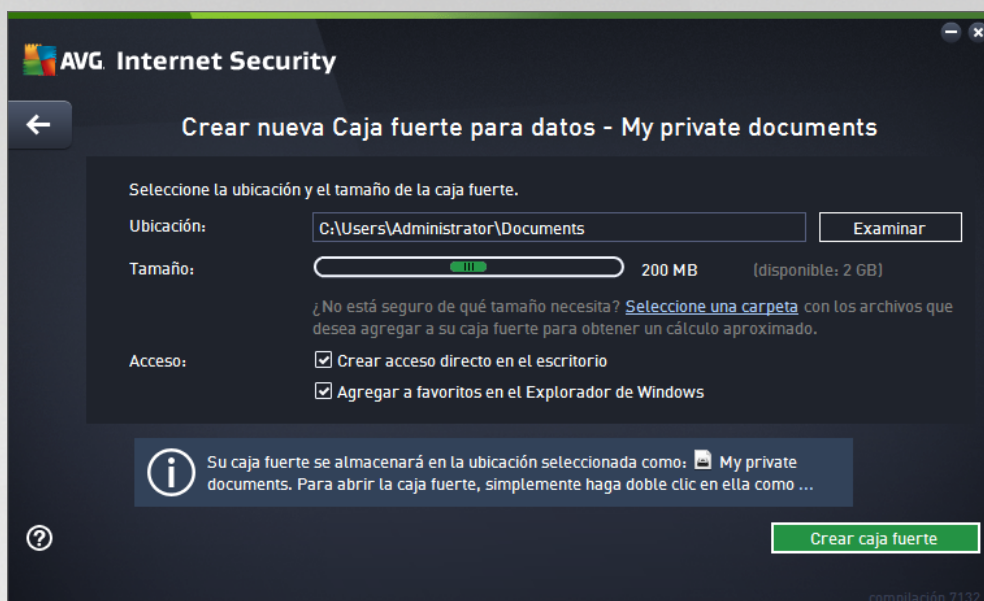 AVG. Internet Security
Crear nueva Caja fuerte para datos - My private documents
Seleccione la ubicación y el tamaño de la caja fuerte.
Ubicación:
C:\Users\Administrator\Documents
Examinar
Tamaño:
200 MB
(disponible: 2 GB)
¿No está seguro de qué tamaño necesita? Seleccione una carpeta con los archivos que
desea agregar a su caja fuerte para obtener un cálculo aproximado.
Acceso:
Crear acceso directo en el escritorio
Agregar a favoritos en el Explorador de Windows
Su caja fuerte se almacenará en la ubicación seleccionada como: My private
documents. Para abrir la caja fuerte, simplemente haga doble clic en ella como ...
Crear caja fuerte
compilación 7132